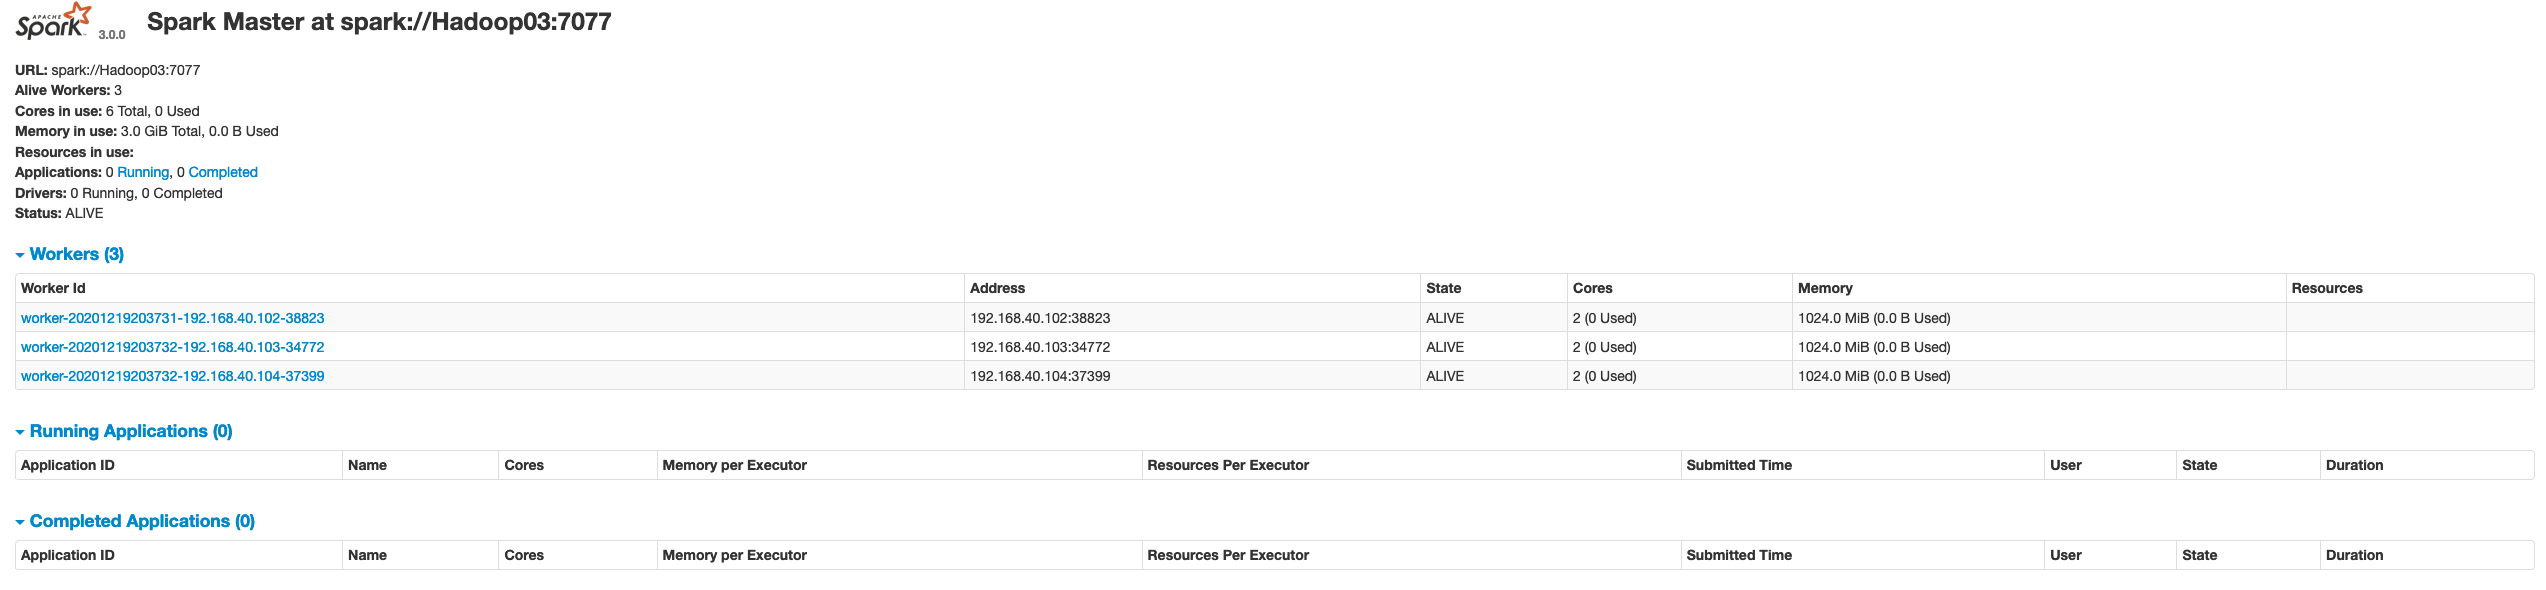 APACHE
Spark 3.0.0 Spark Master at spark://Hadoop03:7077
URL: spark://Hadoop03:7077
Alive Workers: 3
Cores in use: 6 Total, 0 Used
Memory in use: 3.0 GiB Total, 0.0 B Used
Resources in use:
Applications: 0 Running, 0 Completed
Drivers: 0 Running, 0 Completed
Status: ALIVE
Workers (3)
Worker Id Address State Cores Memory Resources
worker-20201219203731-192.168.40.102-38823 192.168.40.102:38823 ALIVE 2 (0 Used) 1024.0 MiB (0.0 B Used)
worker-20201219203732-192.168.40.103-34772 192.168.40.103:34772 ALIVE 2 (0 Used) 1024.0 MiB (0.0 B Used)
worker-20201219203732-192.168.40.104-37399 192.168.40.104:37399 ALIVE 2 (0 Used) 1024.0 MiB (0.0 B Used)
Running Applications (0)
Application ID Name Cores Memory per Executor Resources Per Executor Submitted Time User State Duration
Completed Applications (0)
Application ID Name Cores Memory per Executor Resources Per Executor Submitted Time User State Duration